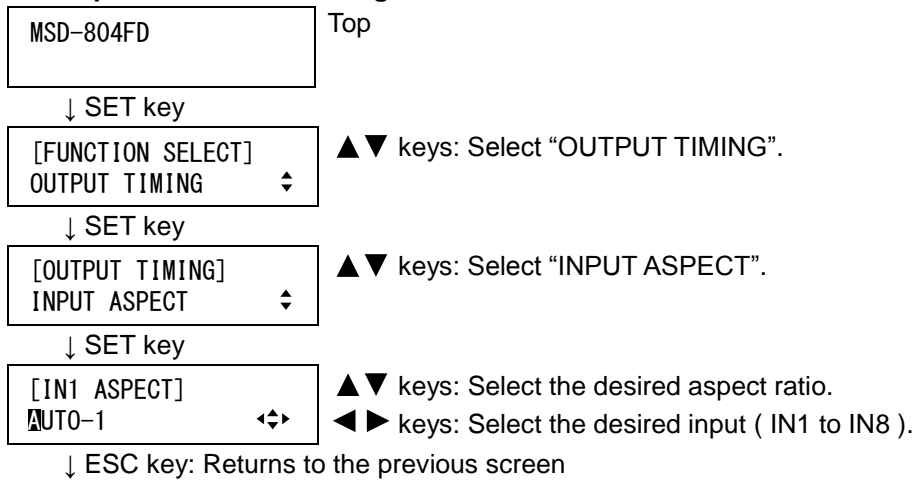 MSD-804FD
Top
↓ SET key
[FUNCTION SELECT]
OUTPUT TIMING
▲▼ keys: Select “OUTPUT TIMING”.
↓ SET key
[OUTPUT TIMING]
INPUT ASPECT
▲▼ keys: Select “INPUT ASPECT”.
↓ SET key
[IN1 ASPECT]
AUTO-1
▲▼ keys: Select the desired aspect ratio.
◀ ▶ keys: Select the desired input ( IN1 to IN8 ).
↓ ESC key: Returns to the previous screen